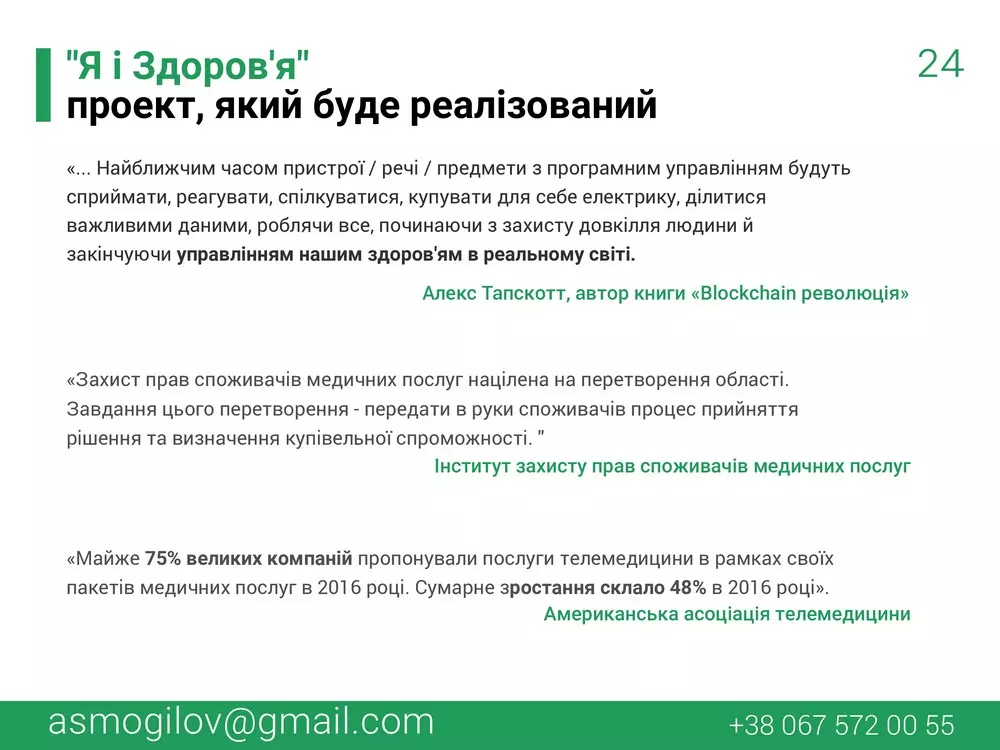 "Я і Здоров'я"
24
проект, який буде реалізований
«... Найближчим часом пристрої / речі / предмети з програмним управлінням будуть
сприймати, реагувати, спілкуватися, купувати для себе електрику, ділитися
важливими даними, роблячи все, починаючи з захисту довкілля людини й
закінчуючи управлінням нашим здоров'ям в реальному світі.
Алекс Тапскотт, автор книги «Blockchain революція»
«Захист прав споживачів медичних послуг націлена на перетворення області.
Завдання цього перетворення - передати в руки споживачів процес прийняття
рішення та визначення купівельної спроможності. "
Інститут захисту прав споживачів медичних послуг
«Майже 75% великих компаній пропонували послуги телемедицини в рамках своїх
пакетів медичних послуг в 2016 році. Сумарне зростання склало 48% в 2016 році».
Американська асоціація телемедицини
asmogilov@gmail.com
+38 067 572 00 55